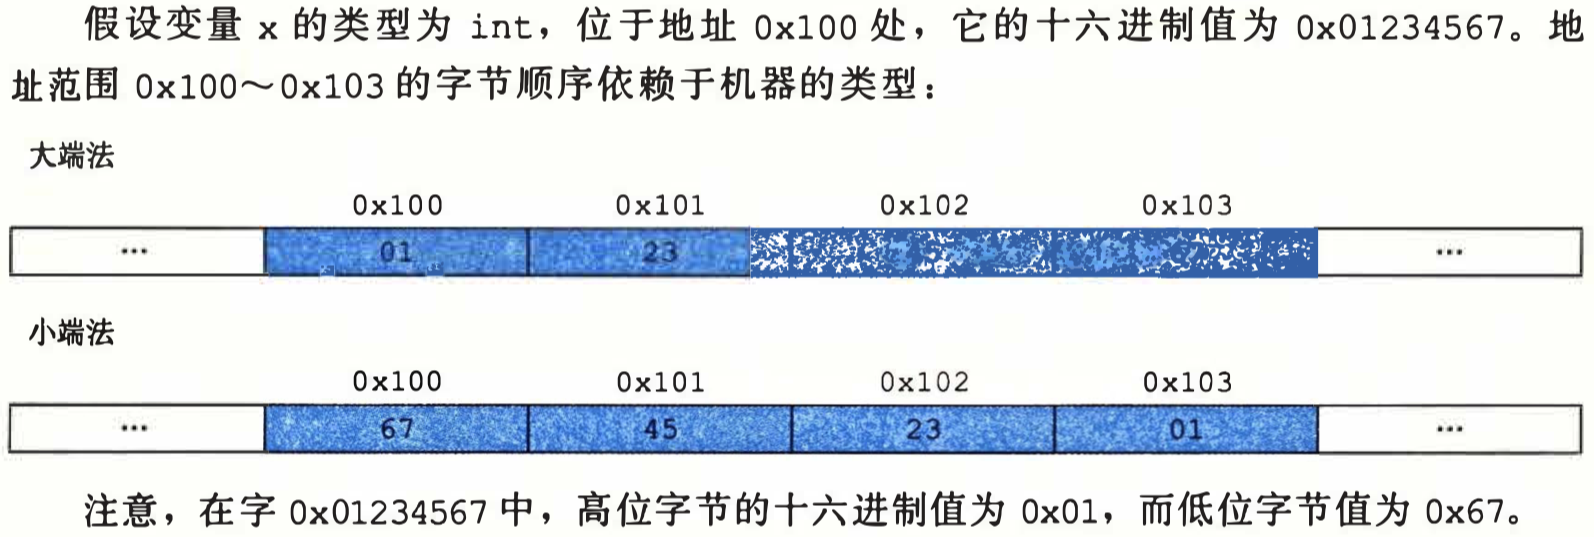 假设变量 x 的类型为 int，位于地址 0x100 处，它的十六进制值为 0x01234567。地
址范围 0x100～0x103 的字节顺序依赖于机器的类型：
大端法
0x100 0x101 0x102 0x103
… 01 23 …
小端法
0x100 0x101 0x102 0x103
… 67 45 23 01 …
注意，在字 0x01234567 中，高位字节的十六进制值为 0x01，而低位字节值为 0x67。